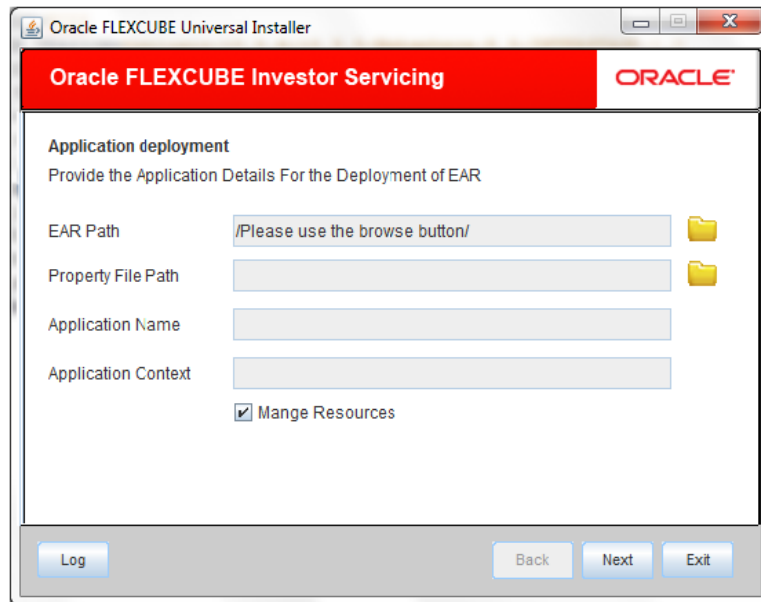 Oracle FLEXCUBE Universal Installer
Oracle FLEXCUBE Investor Servicing
ORACLE
Application deployment
Provide the Application Details For the Deployment of EAR
EAR Path
/Please use the browse button/
Property File Path
Application Name
Application Context
Mange Resources
Log
Back
Next
Exit